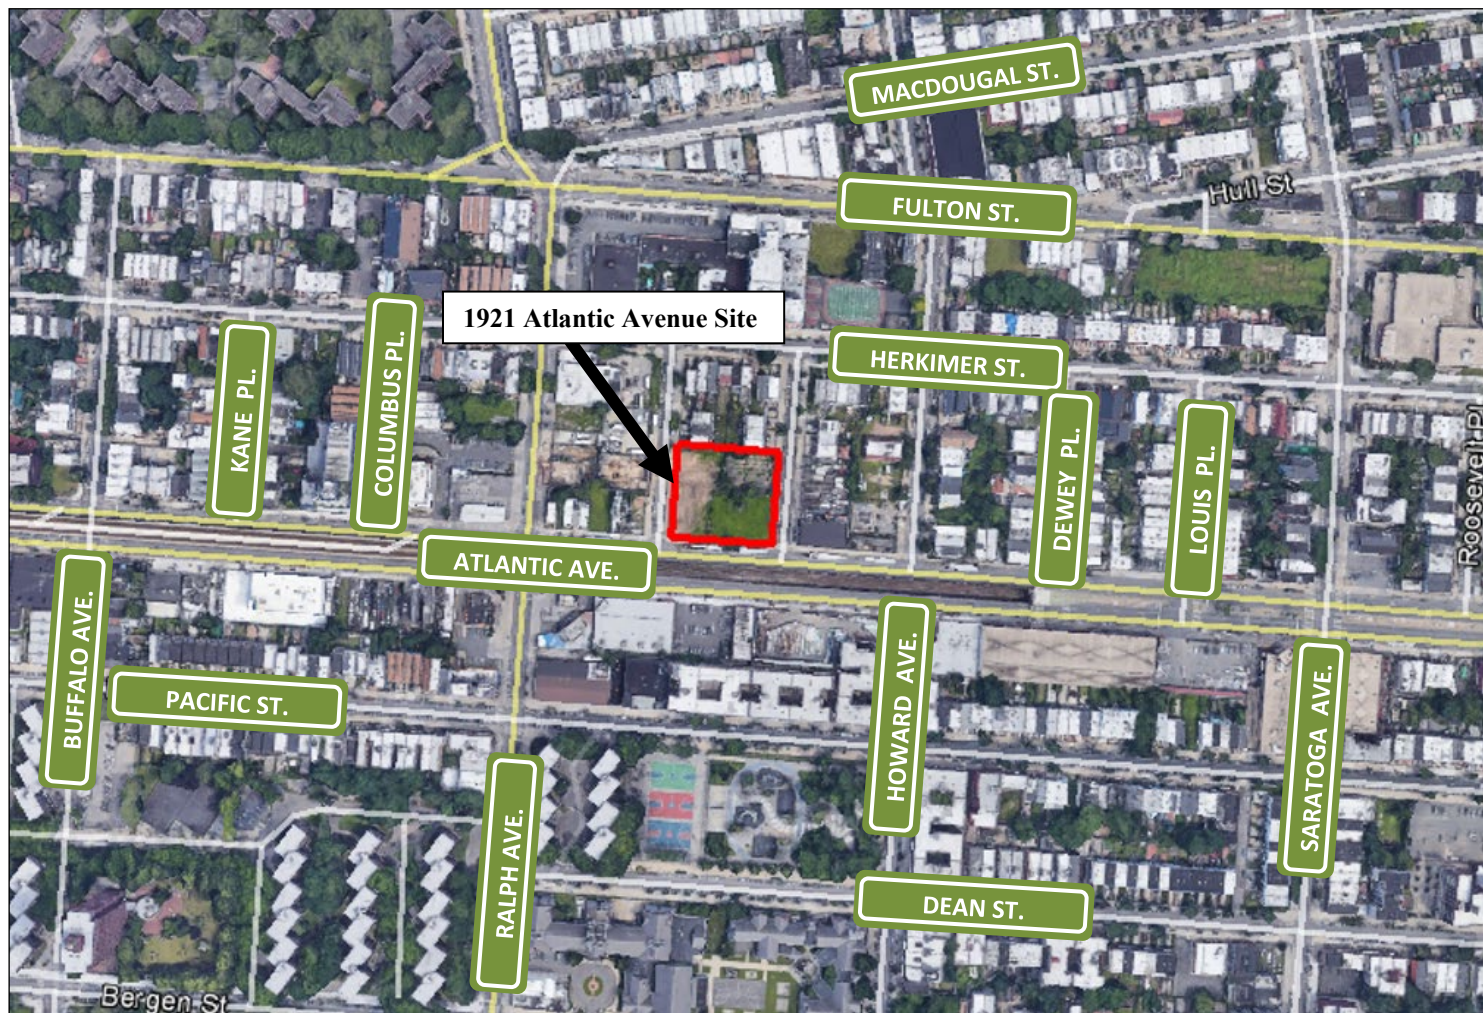 MACDOUGAL ST.
Hull St
FULTON ST.
1921 Atlantic Avenue Site
HERKIMER ST.
KANE PL.
COLUMBUS PL.
DEWEY PL.
LOUIS PL.
Roosevelt Pl
ATLANTIC AVE.
BUFFALO AVE.
PACIFIC ST.
HOWARD AVE.
SARATOGA AVE.
RALPH AVE.
DEAN ST.
Bergen St